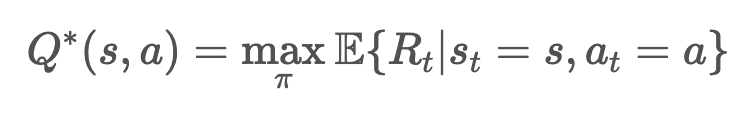 Q*(s, a) = max_π 𝔼{R_t|s_t = s, a_t = a}